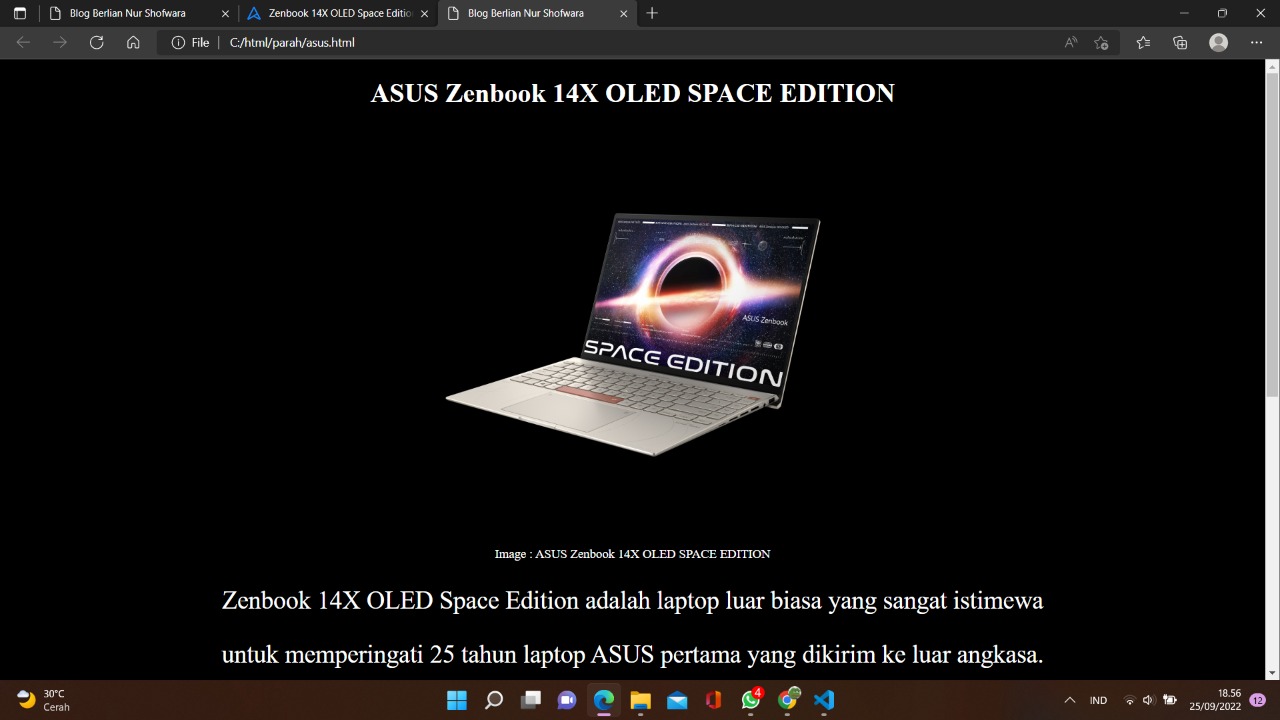 Blog Berlian Nur Shofwara
Zenbook 14X OLED Space Editio
Blog Berlian Nur Shofwara
File
C:/html/parah/asus.html
ASUS Zenbook 14X OLED SPACE EDITION
ASUS Zenbook
SPACE EDITION
Image : ASUS Zenbook 14X OLED SPACE EDITION
Zenbook 14X OLED Space Edition adalah laptop luar biasa yang sangat istimewa
untuk memperingati 25 tahun laptop ASUS pertama yang dikirim ke luar angkasa.
30°C
Cerah
4
IND
18.56
25/09/2022
12